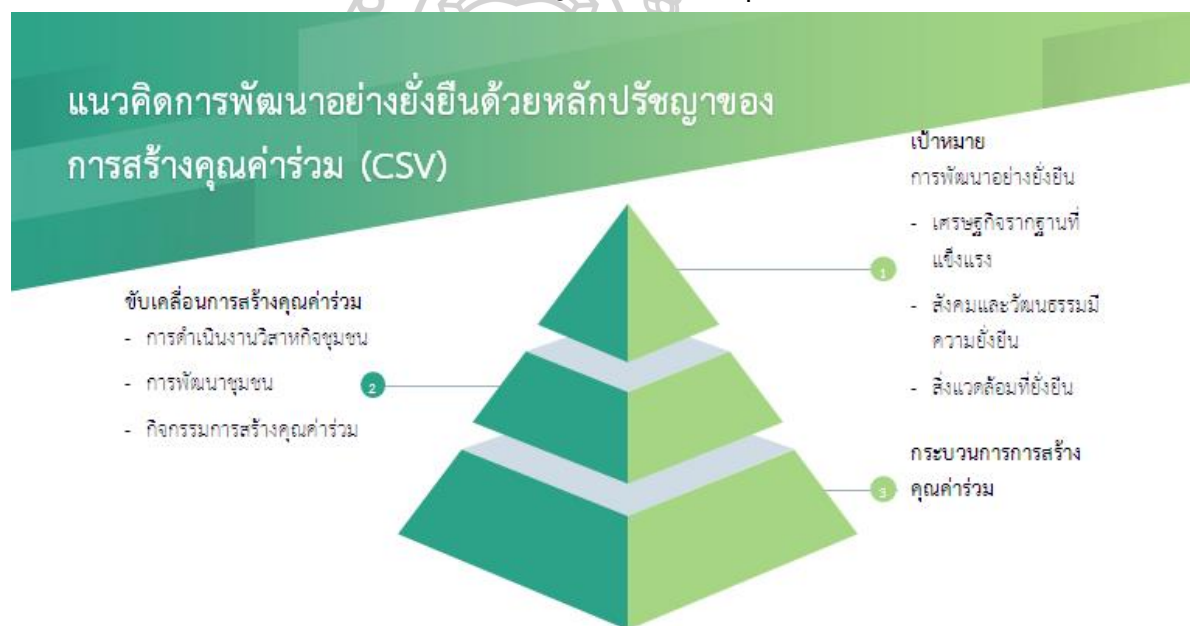 แนวคิดการพัฒนาอย่างยั่งยืนด้วยหลักปรัชญาของ
การสร้างคุณค่าร่วม (CSV)
เป้าหมาย
การพัฒนาอย่างยั่งยืน
- เศรษฐกิจรากฐานที่
แข็งแรง
- สังคมและวัฒนธรรมมี
ความยั่งยืน
- สิ่งแวดล้อมที่ยั่งยืน
1
ขับเคลื่อนการสร้างคุณค่าร่วม
- การดำเนินงานวิสาหกิจชุมชน
- การพัฒนาชุมชน
- กิจกรรมการสร้างคุณค่าร่วม
2
กระบวนการการสร้าง
คุณค่าร่วม
3